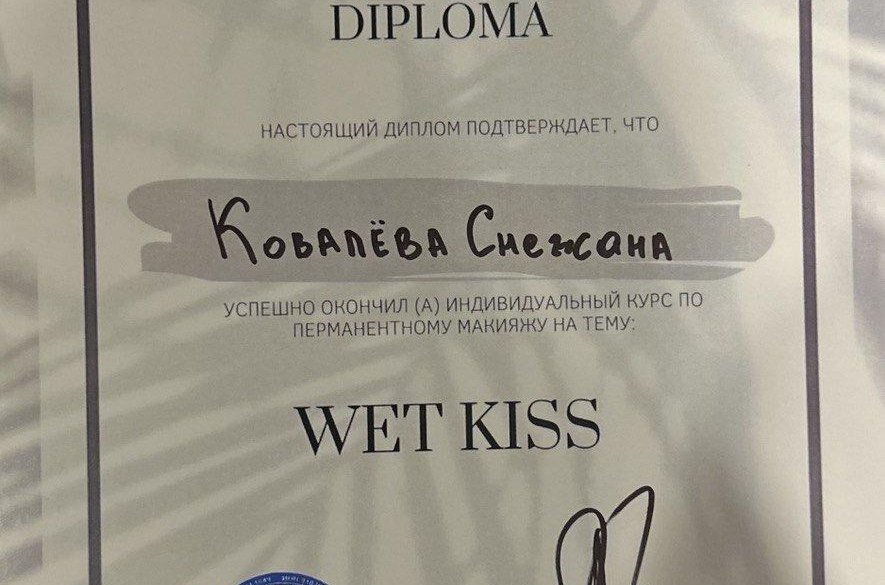 DIPLOMA
НАСТОЯЩИЙ ДИПЛОМ ПОДТВЕРЖДАЕТ, ЧТО
Ковалёва Снежана
УСПЕШНО ОКОНЧИЛ (А) ИНДИВИДУАЛЬНЫЙ КУРС ПО
ПЕРМАНЕНТНОМУ МАКИЯЖУ НА ТЕМУ:
WET KISS